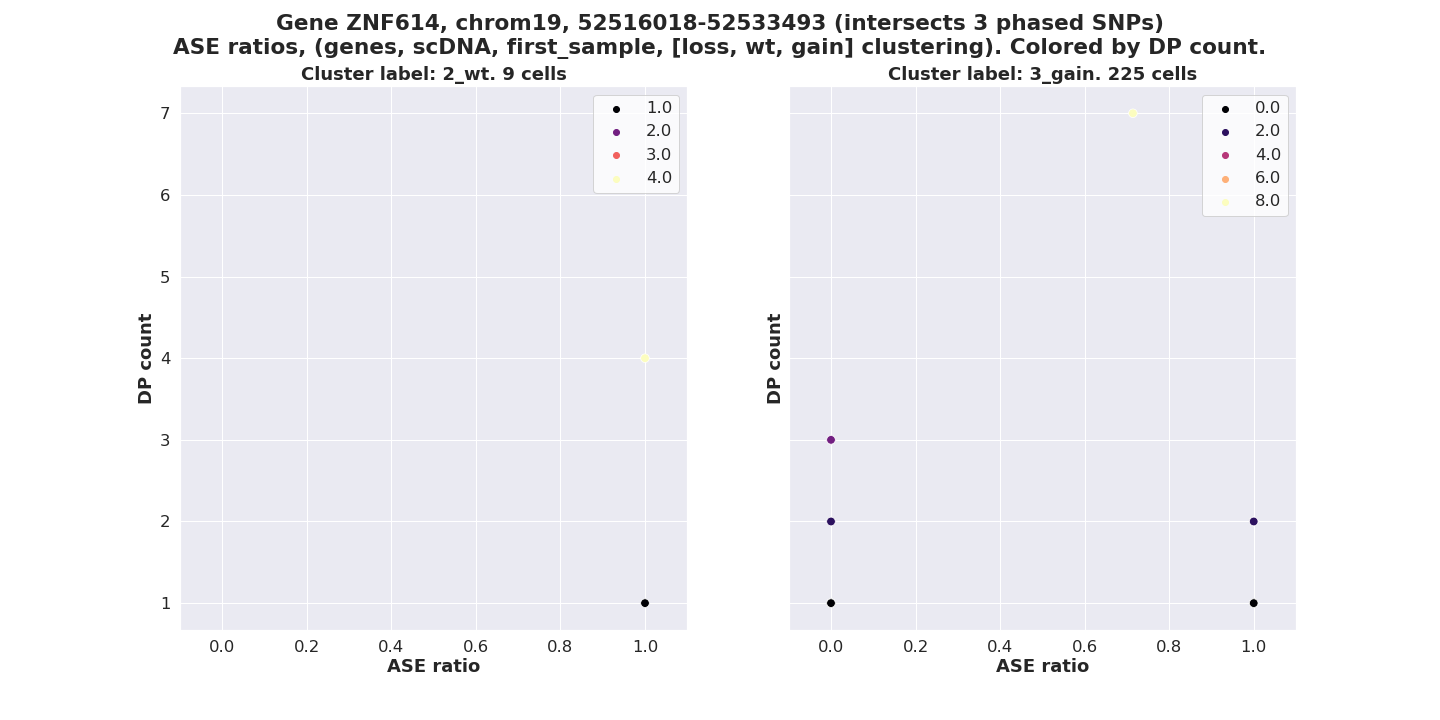 Gene ZNF614, chrom19, 52516018-52533493 (intersects 3 phased SNPs)
ASE ratios, (genes, scDNA, first_sample, [loss, wt, gain] clustering). Colored by DP count.
Cluster label: 2_wt. 9 cells
7
6
5
4
3
2
1
DP count
0.0 0.2 0.4 0.6 0.8 1.0
ASE ratio
1.0
2.0
3.0
4.0
Cluster label: 3_gain. 225 cells
DP count
0.0 0.2 0.4 0.6 0.8 1.0
ASE ratio
0.0
2.0
4.0
6.0
8.0